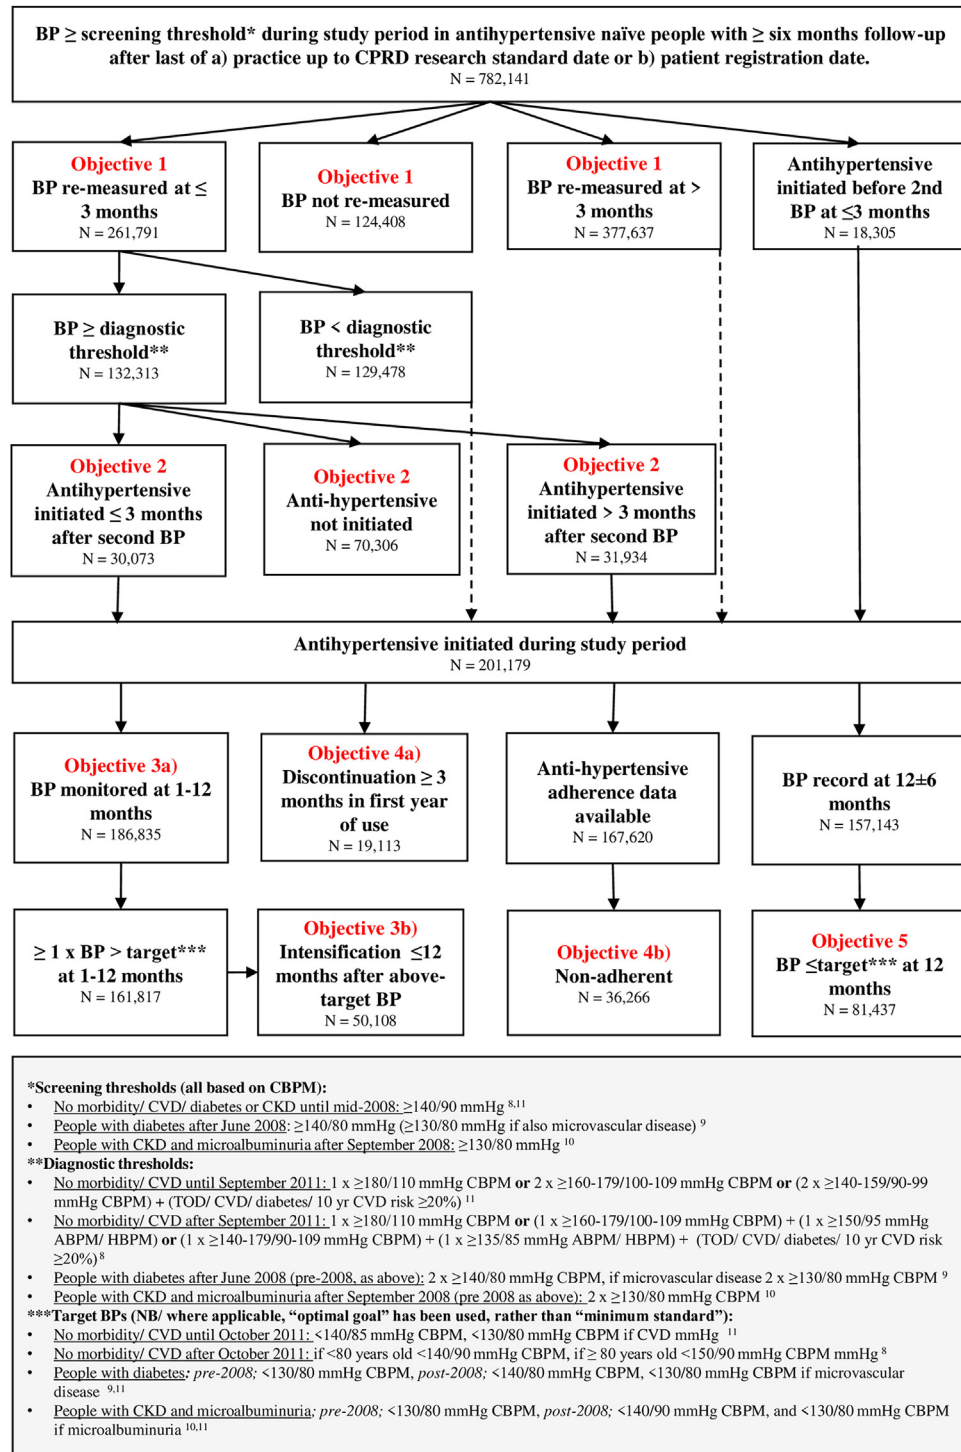 BP ≥ screening threshold* during study period in antihypertensive naïve people with ≥ six months follow-up
after last of a) practice up to CPRD research standard date or b) patient registration date.
N = 782,141
Objective 1
BP re-measured at ≤
3 months
N = 261,791
Objective 1
BP not re-measured
N = 124,408
Objective 1
BP re-measured at >
3 months
N = 377,637
Antihypertensive
initiated before 2nd
BP at ≤3 months
N = 18,305
BP ≥ diagnostic
threshold**
N = 132,313
BP < diagnostic
threshold**
N = 129,478
Objective 2
Antihypertensive
initiated ≤ 3 months
after second BP
N = 30,073
Objective 2
Anti-hypertensive
not initiated
N = 70,306
Objective 2
Antihypertensive
initiated > 3 months
after second BP
N = 31,934
Antihypertensive initiated during study period
N = 201,179
Objective 3a)
BP monitored at 1-12
months
N = 186,835
Objective 4a)
Discontinuation ≥ 3
months in first year
of use
N = 19,113
Anti-hypertensive
adherence data
available
N = 167,620
BP record at 12±6
months
N = 157,143
≥ 1 x BP > target***
at 1-12 months
N = 161,817
Objective 3b)
Intensification ≤12
months after above-
target BP
N = 50,108
Objective 4b)
Non-adherent
N = 36,266
Objective 5
BP ≤target*** at 12
months
N = 81,437
*Screening thresholds (all based on CBPM):
• No morbidity/ CVD/ diabetes or CKD until mid-2008: ≥140/90 mmHg 8,11
• People with diabetes after June 2008: ≥140/80 mmHg (≥130/80 mmHg if also microvascular disease) 9
• People with CKD and microalbuminuria after September 2008: ≥130/80 mmHg 10
**Diagnostic thresholds:
• No morbidity/ CVD until September 2011: 1 x ≥180/110 mmHg CBPM or 2 x ≥160-179/100-109 mmHg CBPM or (2 x ≥140-159/90-99
mmHg CBPM) + (TOD/ CVD/ diabetes/ 10 yr CVD risk ≥20%) 11
• No morbidity/ CVD after September 2011: 1 x ≥180/110 mmHg CBPM or (1 x ≥160-179/100-109 mmHg CBPM) + (1 x ≥150/95 mmHg
ABPM/ HBPM) or (1 x ≥140-179/90-109 mmHg CBPM) + (1 x ≥135/85 mmHg ABPM/ HBPM) + (TOD/ CVD/ diabetes/ 10 yr CVD risk
≥20%) 8
• People with diabetes after June 2008 (pre-2008, as above): 2 x ≥140/80 mmHg CBPM, if microvascular disease 2 x ≥130/80 mmHg CBPM 9
• People with CKD and microalbuminuria after September 2008 (pre 2008 as above): 2 x ≥130/80 mmHg CBPM 10
***Target BPs (NB/ where applicable, “optimal goal” has been used, rather than “minimum standard”):
• No morbidity/ CVD until October 2011: <140/85 mmHg CBPM, <130/80 mmHg CBPM if CVD mmHg 11
• No morbidity/ CVD after October 2011: if <80 years old <140/90 mmHg CBPM, if ≥ 80 years old <150/90 mmHg CBPM mmHg 8
• People with diabetes: pre-2008; <130/80 mmHg CBPM, post-2008; <140/80 mmHg CBPM, <130/80 mmHg CBPM if microvascular
disease 9,11
• People with CKD and microalbuminuria; pre-2008; <130/80 mmHg CBPM, post-2008; <140/90 mmHg CBPM, and <130/80 mmHg CBPM
if microalbuminuria 10,11